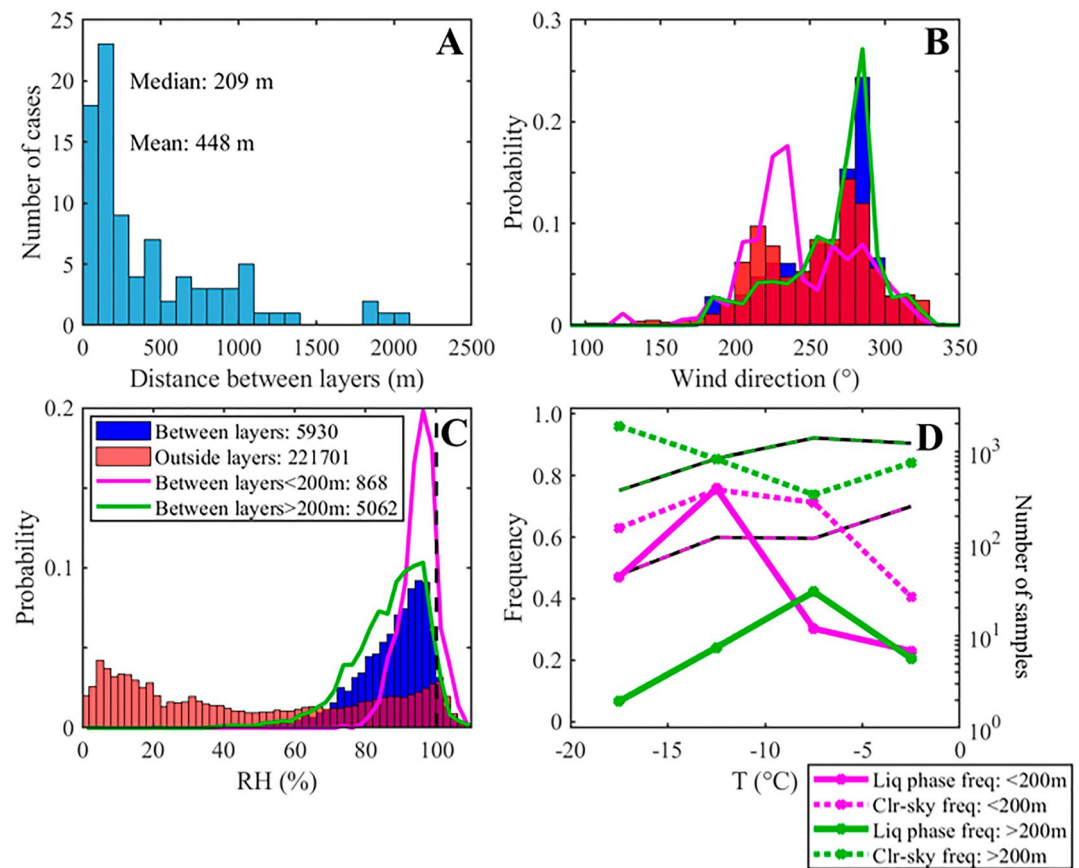 A
25
20
15
10
5
0
Number of cases
Median: 209 m
Mean: 448 m
0 500 1000 1500 2000 2500
Distance between layers (m)
B
0.3
0.2
0.1
0
Probability
100 150 200 250 300 350
Wind direction (°)
C
0.2
0.1
0
Probability
Between layers: 5930
Outside layers: 221701
Between layers<200m: 868
Between layers>200m: 5062
0 20 40 60 80 100
RH (%)
D
1.0
0.8
0.6
0.4
0.2
0
Frequency
10³
10²
10¹
10⁰
Number of samples
-20 -15 -10 -5 0
T (°C)
Liq phase freq: <200m
Clr-sky freq: <200m
Liq phase freq: >200m
Clr-sky freq: >200m